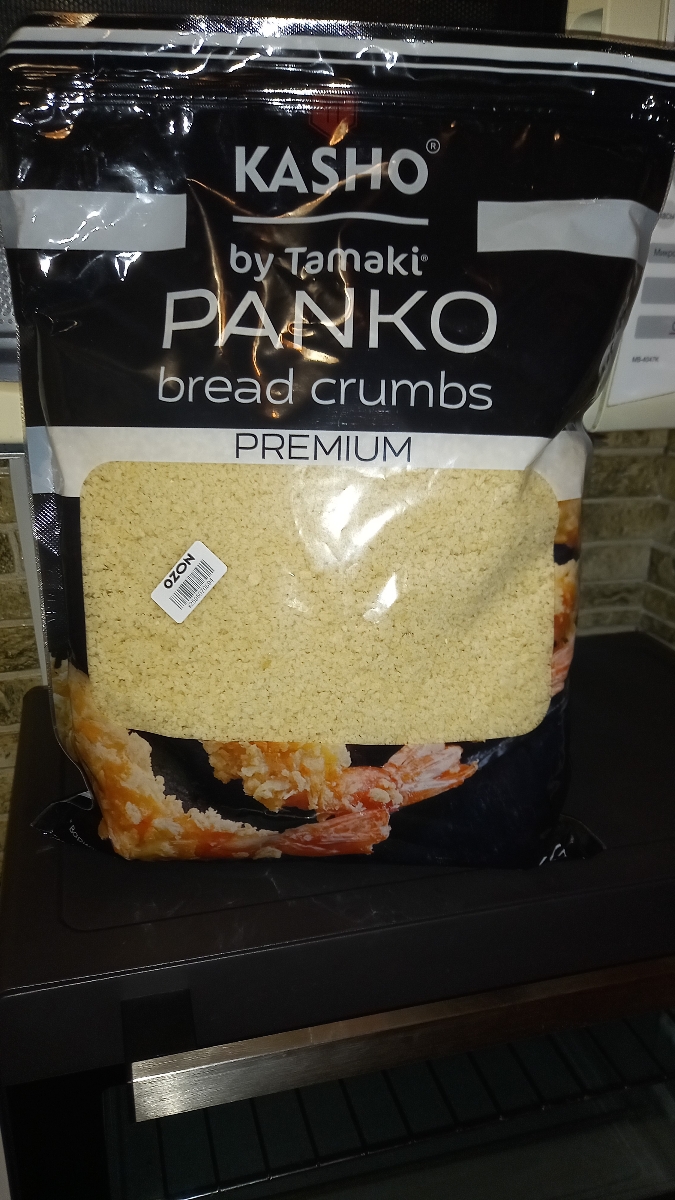 KASHO®
by Tamaki®
PANKO
bread crumbs
PREMIUM
OZON